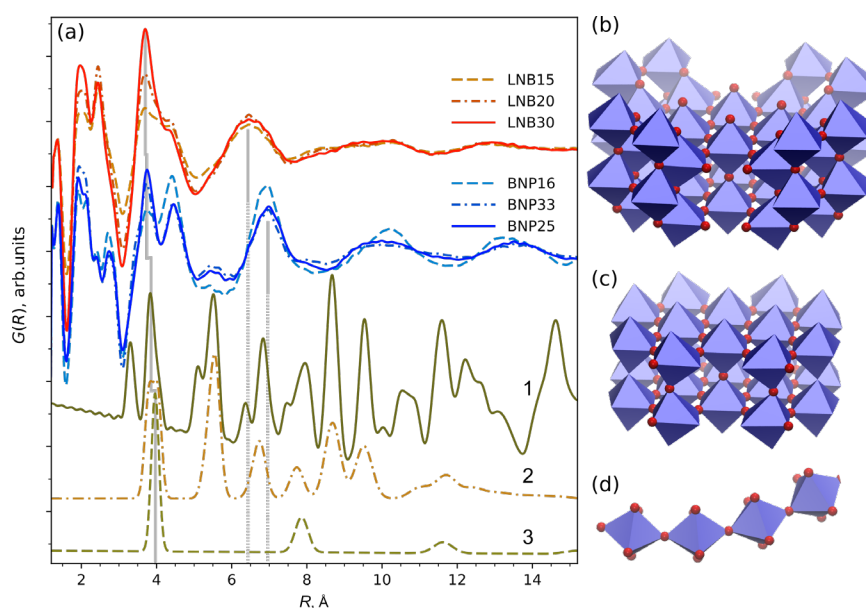 (a)
LNB15
LNB20
LNB30
BNP16
BNP33
BNP25
1
2
3
G(R), arb.units
2 4 6 8 10 12 14
R, Å
(b)
(c)
(d)